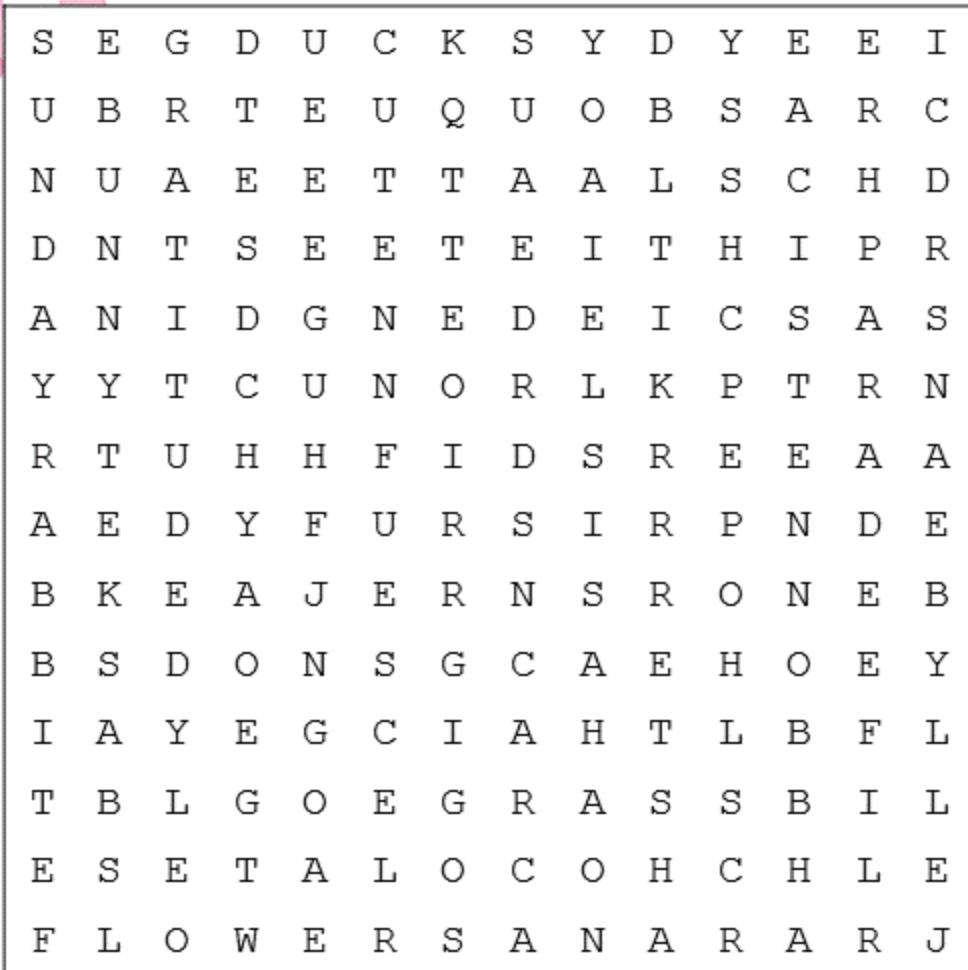 S E G D U C K S Y D Y E E I
U B R T E U Q U O B S A R C
N U A E E T T A A L S C H D
D N T S E E T E I T H I P R
A N I D G N E D E I C S A S
Y Y T C U N O R L K P T R N
R T U H H F I D S R E E A A
A E D Y F U R S I R P N D E
B K E A J E R N S R O N E B
B S D O N S G C A E H O E Y
I A Y E G C I A H T L B F L
T B L G O E G R A S S B I L
E S E T A L O C O H C H L E
F L O W E R S A N A R A R J